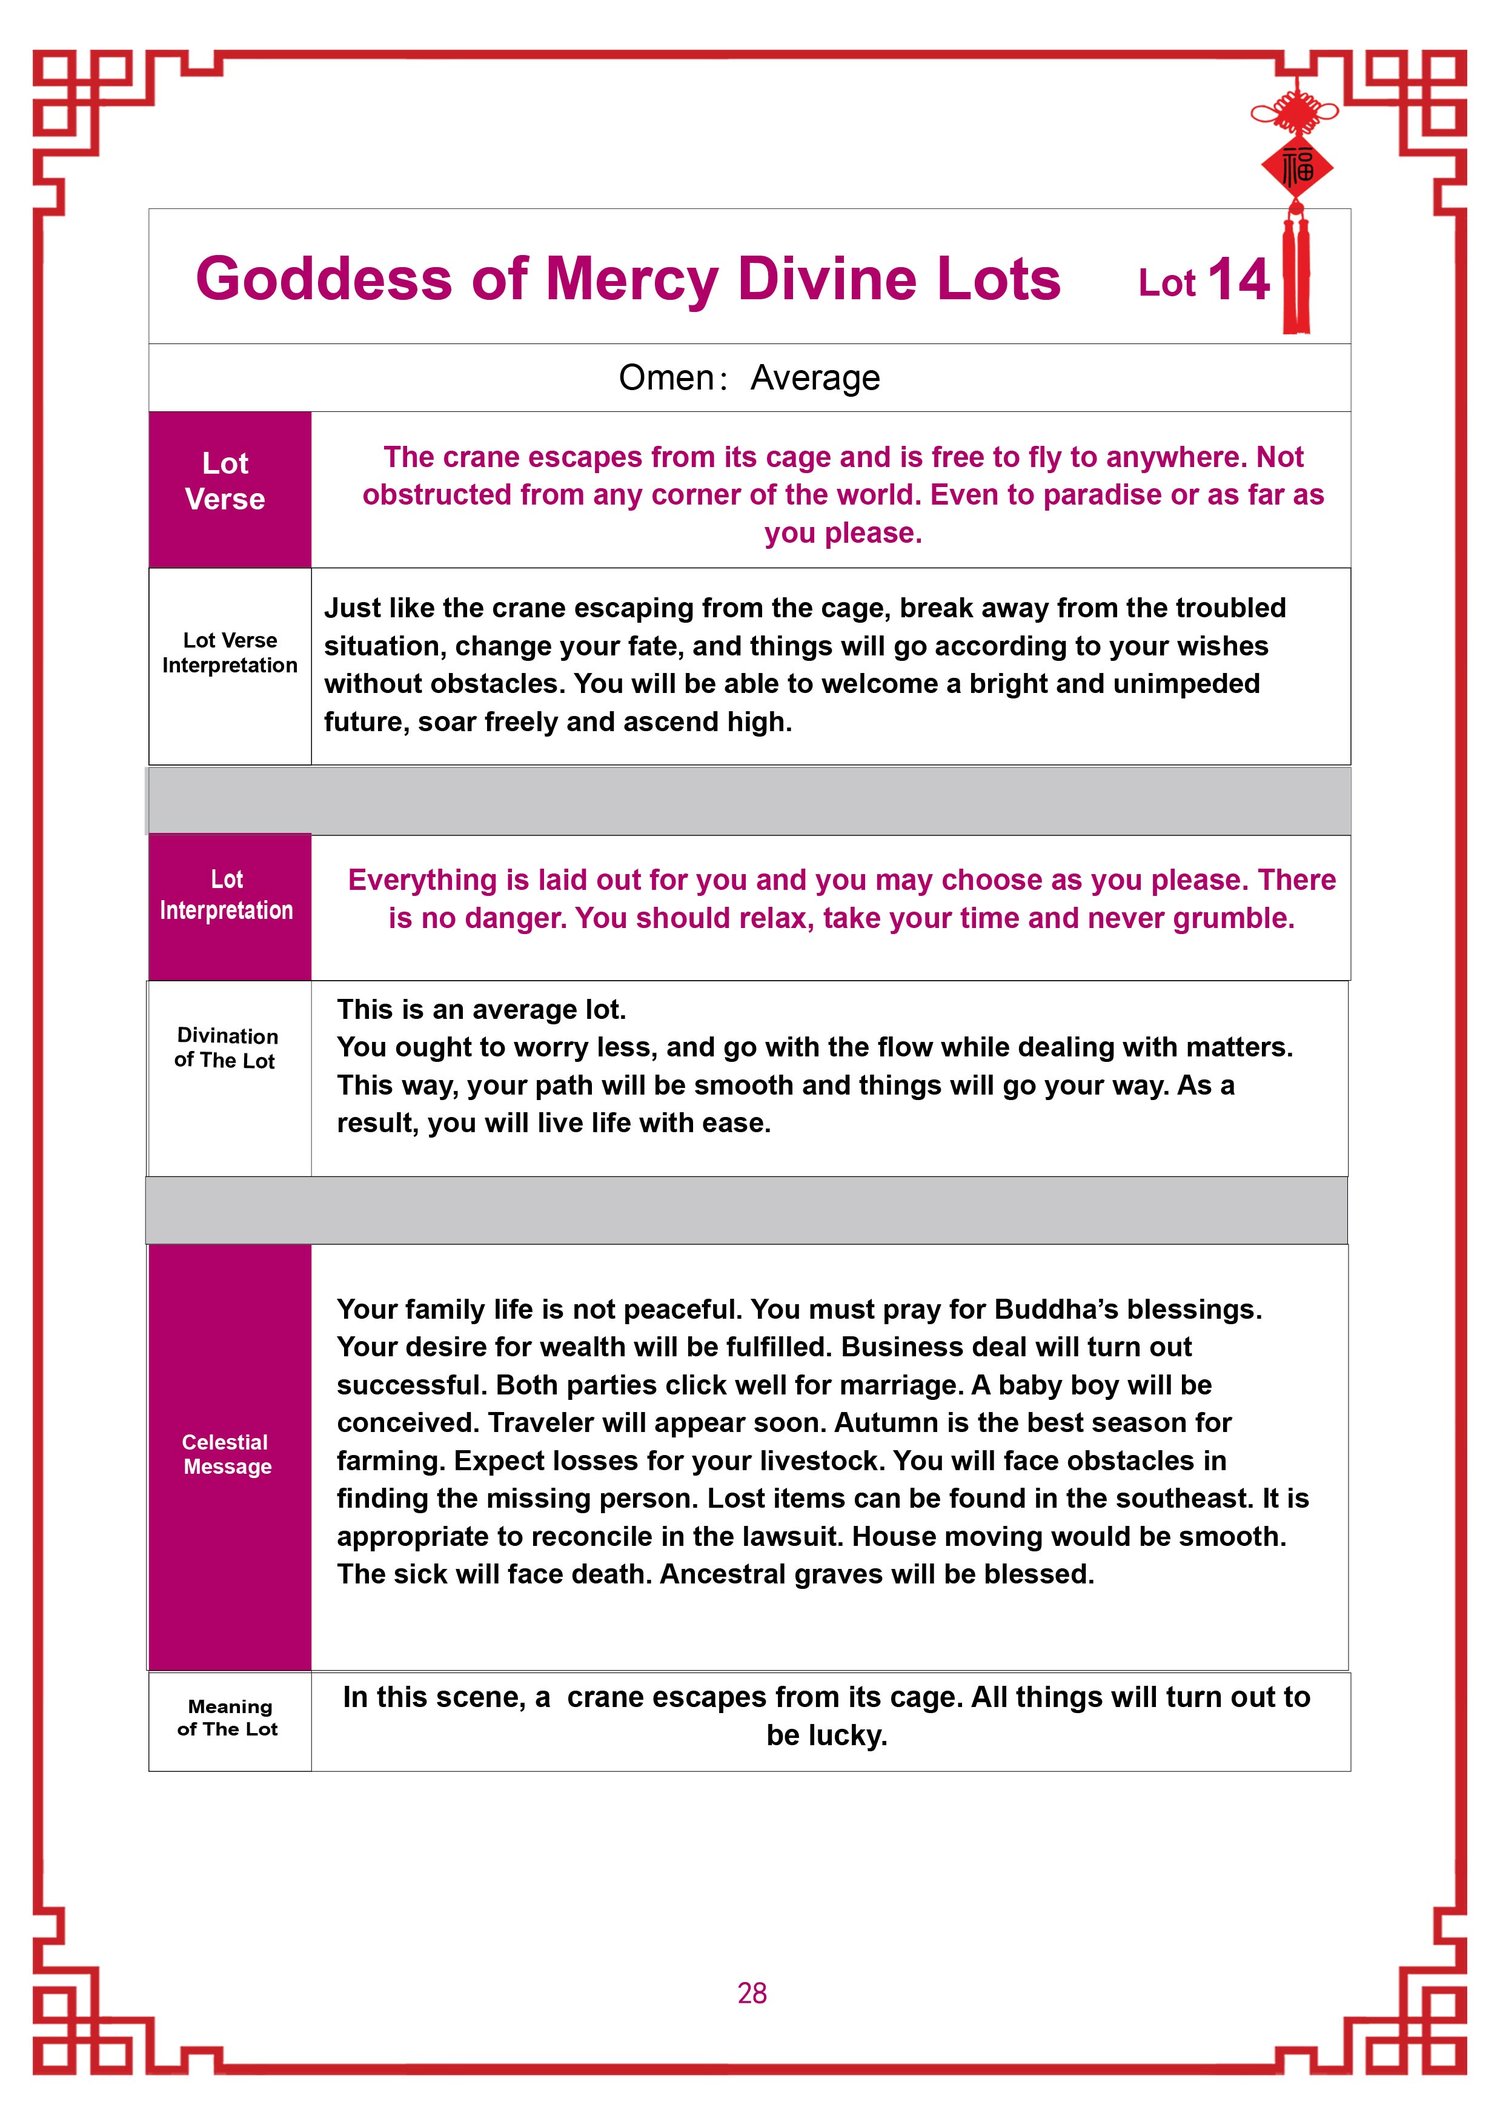 福
Goddess of Mercy Divine Lots Lot 14
Omen: Average
Lot
Verse
The crane escapes from its cage and is free to fly to anywhere. Not
obstructed from any corner of the world. Even to paradise or as far as
you please.
Lot Verse
Interpretation
Just like the crane escaping from the cage, break away from the troubled
situation, change your fate, and things will go according to your wishes
without obstacles. You will be able to welcome a bright and unimpeded
future, soar freely and ascend high.
Lot
Interpretation
Everything is laid out for you and you may choose as you please. There
is no danger. You should relax, take your time and never grumble.
Divination
of The Lot
This is an average lot.
You ought to worry less, and go with the flow while dealing with matters.
This way, your path will be smooth and things will go your way. As a
result, you will live life with ease.
Celestial
Message
Your family life is not peaceful. You must pray for Buddha’s blessings.
Your desire for wealth will be fulfilled. Business deal will turn out
successful. Both parties click well for marriage. A baby boy will be
conceived. Traveler will appear soon. Autumn is the best season for
farming. Expect losses for your livestock. You will face obstacles in
finding the missing person. Lost items can be found in the southeast. It is
appropriate to reconcile in the lawsuit. House moving would be smooth.
The sick will face death. Ancestral graves will be blessed.
Meaning
of The Lot
In this scene, a  crane escapes from its cage. All things will turn out to
be lucky.
28